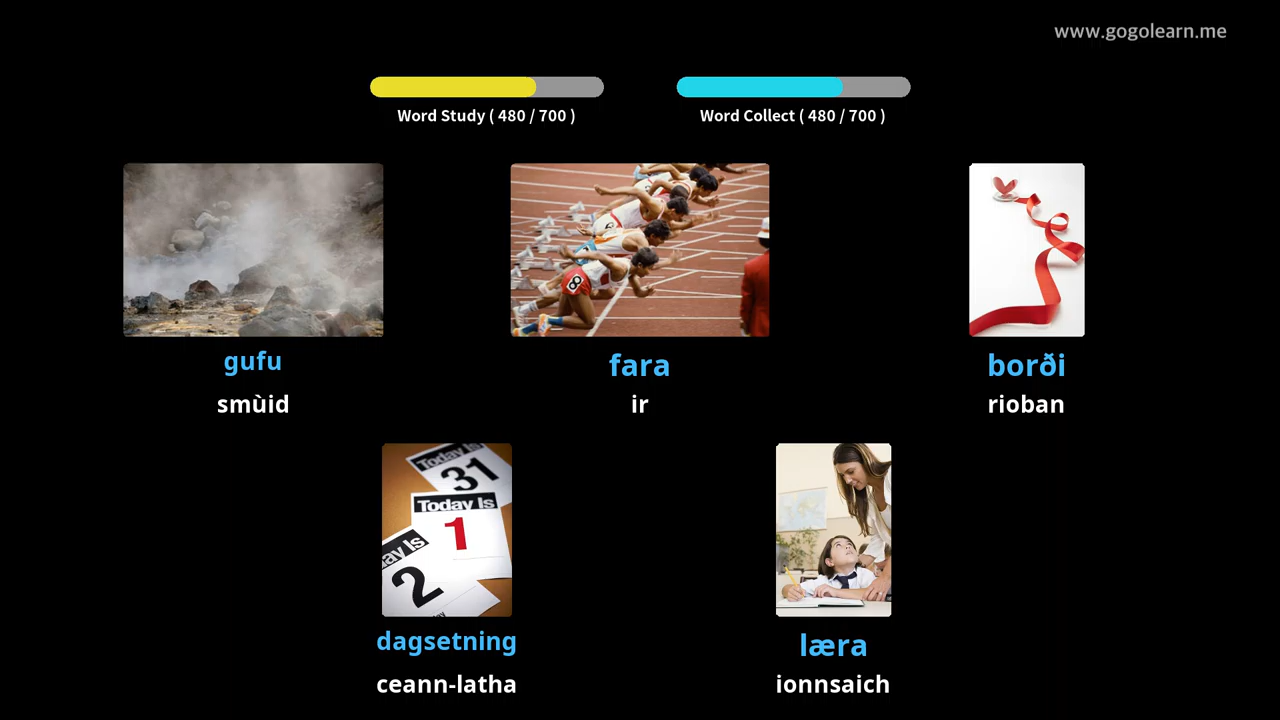 www.gogolearn.me
Word Study ( 480 / 700 )
Word Collect ( 480 / 700 )
gufu
smùid
fara
ir
borði
rioban
Today Is
31
Today Is
1
ay Is
2
dagsetning
ceann-latha
læra
ionnsaich